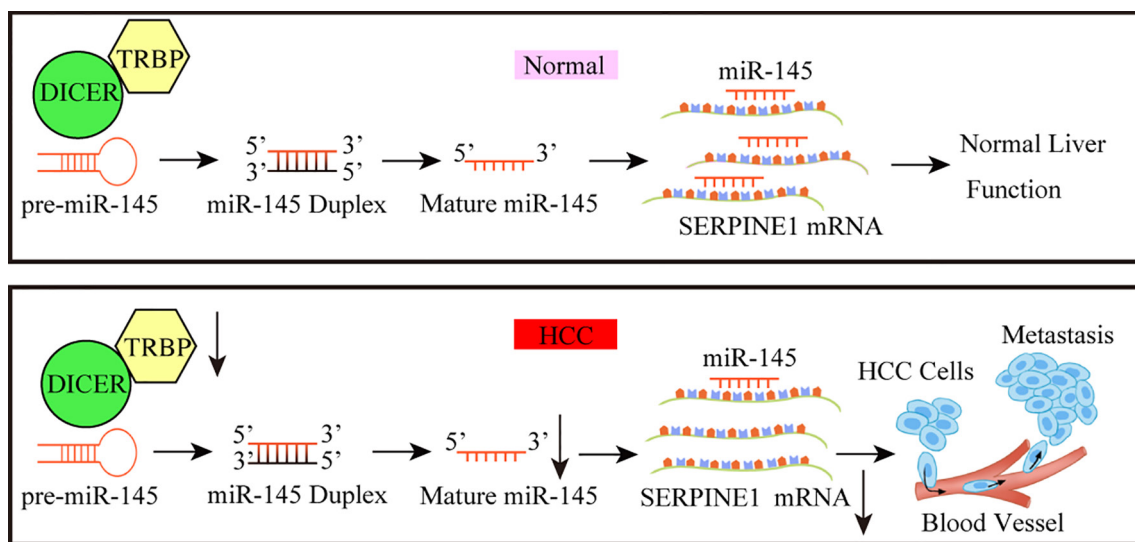 TRBP
DICER
Normal
miR-145
5’ 3’
3’ 5’
5’ 3’
pre-miR-145
miR-145 Duplex
Mature miR-145
SERPINE1 mRNA
Normal Liver
Function
TRBP
DICER
HCC
miR-145
HCC Cells
Metastasis
5’ 3’
3’ 5’
5’ 3’
pre-miR-145
miR-145 Duplex
Mature miR-145
SERPINE1 mRNA
Blood Vessel